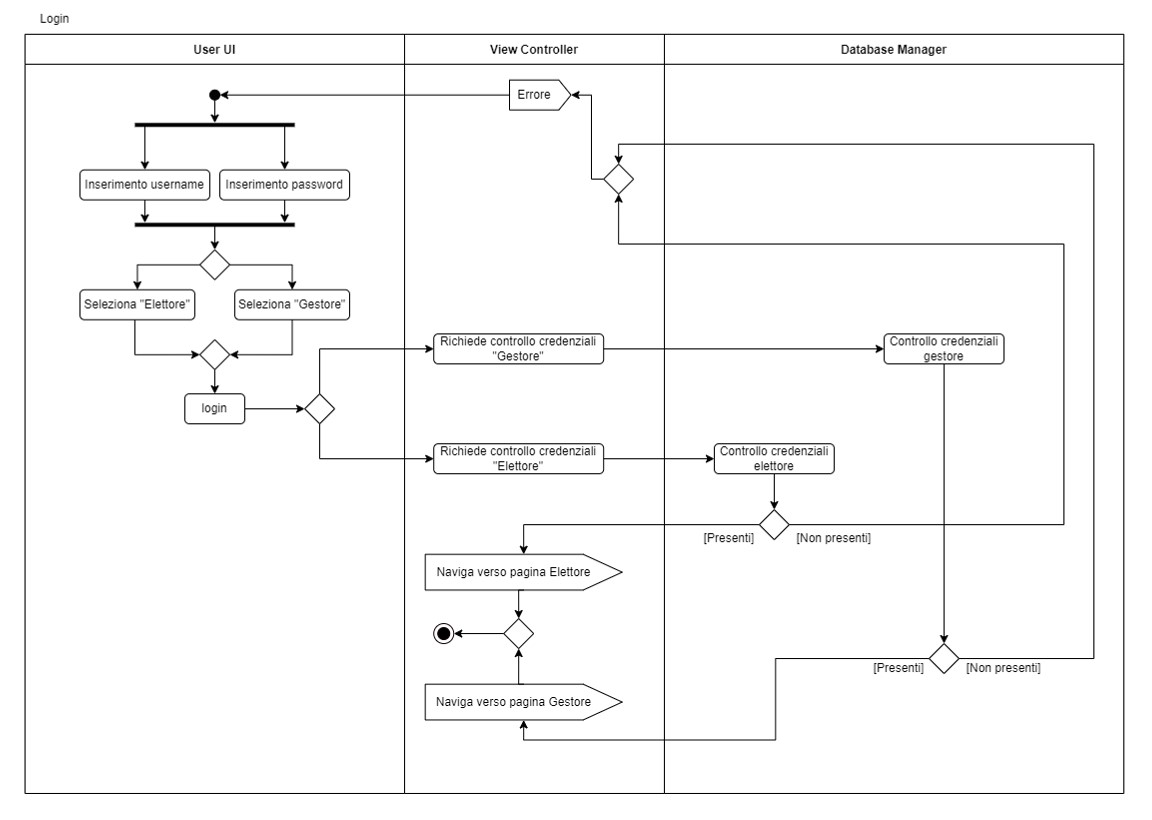 Login
User UI
View Controller
Database Manager
Errore
Inserimento username
Inserimento password
Seleziona "Elettore"
Seleziona "Gestore"
login
Richiede controllo credenziali
"Gestore"
Controllo credenziali
gestore
Richiede controllo credenziali
"Elettore"
Controllo credenziali
elettore
[Presenti]
[Non presenti]
Naviga verso pagina Elettore
[Presenti]
[Non presenti]
Naviga verso pagina Gestore